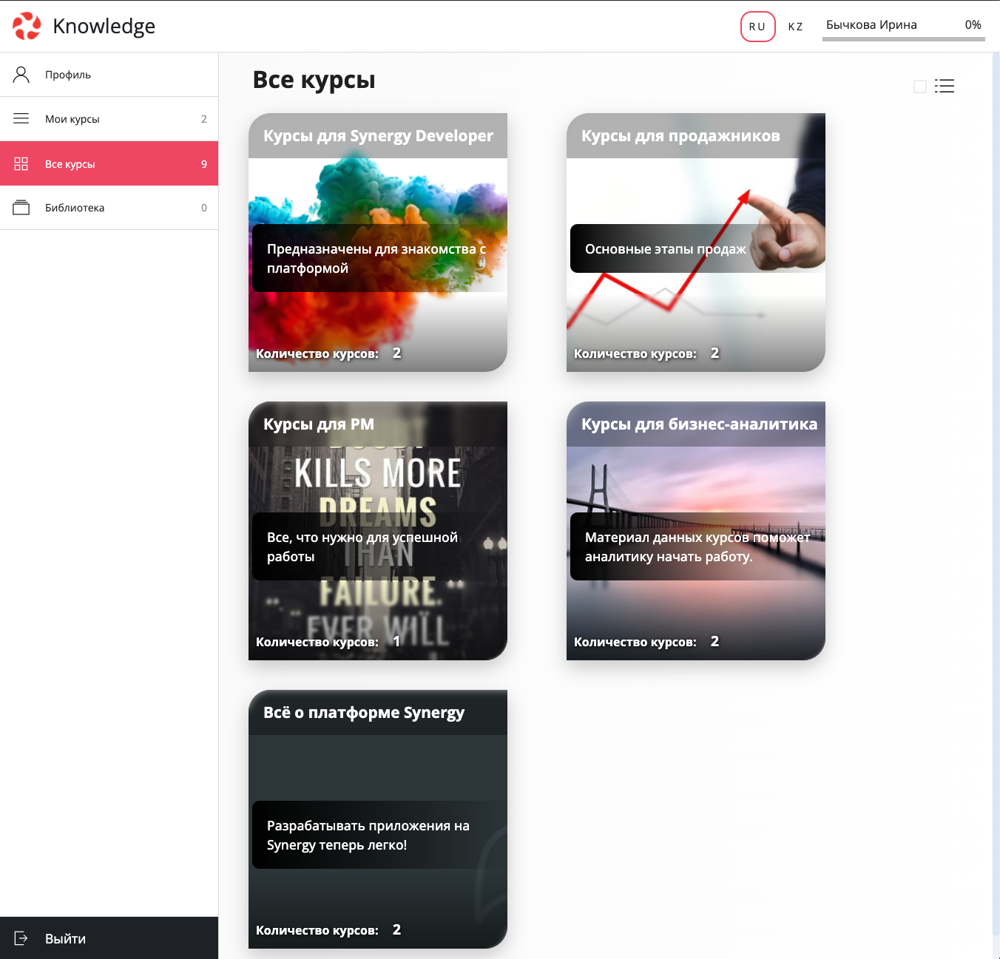 Knowledge
RU KZ Бычкова Ирина 0%
Профиль
Мои курсы 2
Все курсы 9
Библиотека 0
Выйти
Все курсы
Курсы для Synergy Developer
Предназначены для знакомства с
платформой
Количество курсов: 2
Курсы для продажников
Основные этапы продаж
Количество курсов: 2
Курсы для PM
KILLS MORE
DREAMS
Все, что нужно для успешной
работы
THAN
FAILURE.
EVER WILL
Количество курсов: 1
Курсы для бизнес-аналитика
Материал данных курсов поможет
аналитику начать работу.
Количество курсов: 2
Всё о платформе Synergy
Разрабатывать приложения на
Synergy теперь легко!
Количество курсов: 2